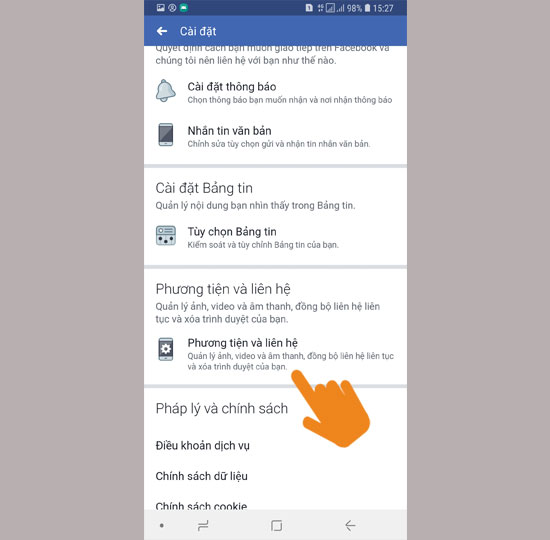 98% 15:27
Cài đặt
Quyết định cách bạn muốn giao tiếp trên Facebook và
chúng tôi nên liên hệ với bạn như thế nào.
Cài đặt thông báo
Chọn thông báo bạn muốn nhận và nơi nhận thông báo
Nhắn tin văn bản
Chỉnh sửa tùy chọn gửi và nhận tin nhắn văn bản.
Cài đặt Bảng tin
Quản lý nội dung bạn nhìn thấy trong Bảng tin.
Tùy chọn Bảng tin
Kiểm soát và tùy chỉnh Bảng tin của bạn.
Phương tiện và liên hệ
Quản lý ảnh, video và âm thanh, đồng bộ liên hệ liên
tục và xóa trình duyệt của bạn.
Phương tiện và liên hệ
Quản lý ảnh, video và âm thanh, đồng bộ liên hệ liên tục
và xóa trình duyệt của bạn.
Pháp lý và chính sách
Điều khoản dịch vụ
Chính sách dữ liệu
Chính sách cookie